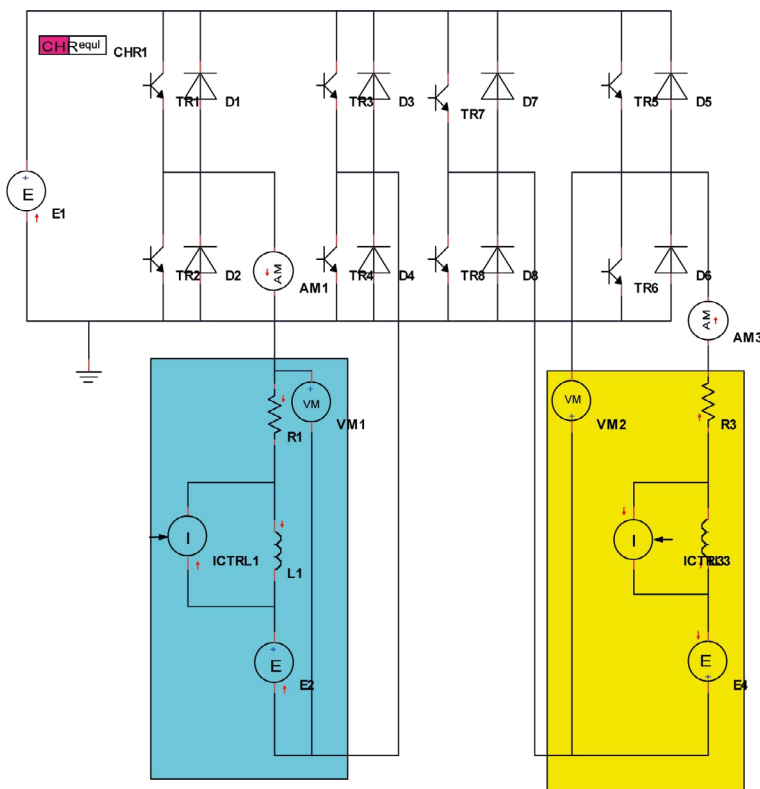 CHRequl CHR1
TR1 D1 TR3 D3 TR7 D7 TR5 D5
E E1
TR2 D2 AM AM1 TR4 D4 TR8 D8 TR6 D6
AM AM3
VM VM1 R1 VM VM2 R3
I ICTRL1 L1 I
E E2 E E4